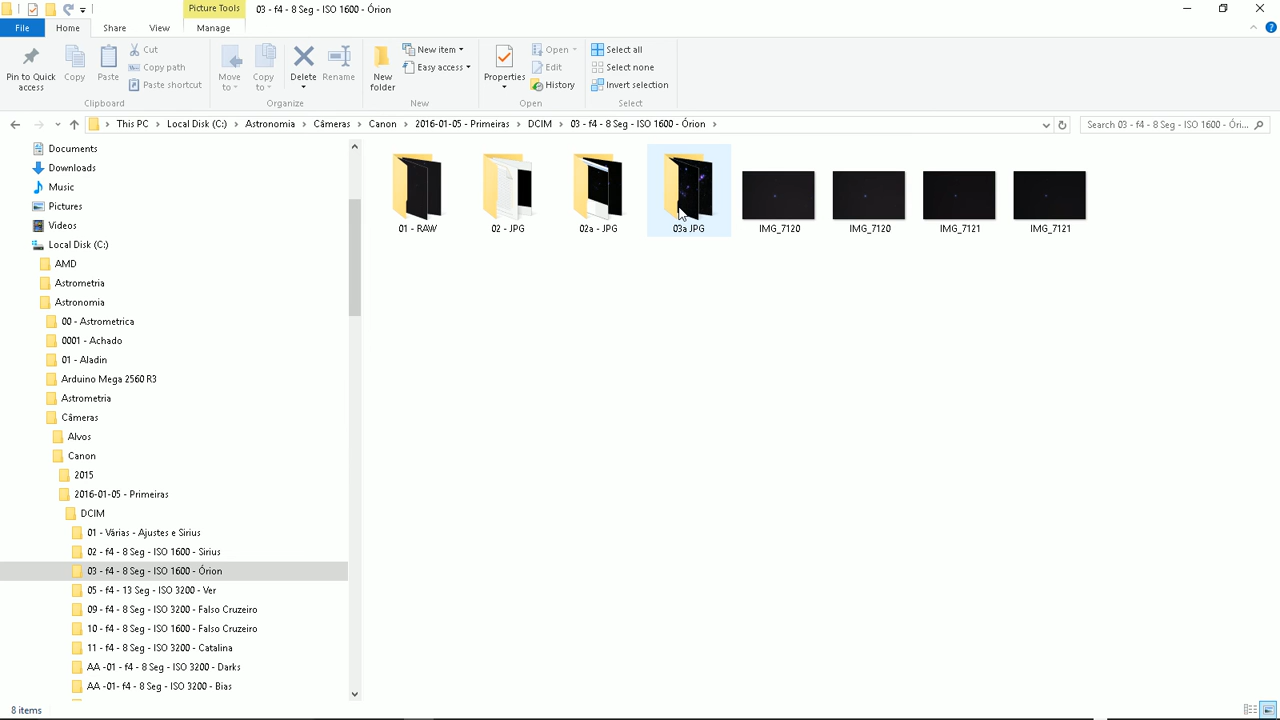 Picture Tools
03 - f4 - 8 Seg - ISO 1600 - Órion
File
Home
Share
View
Manage
Pin to Quick access
Copy
Paste
Cut
Copy path
Paste shortcut
Clipboard
Move to
Copy to
Delete
Rename
Organize
New folder
New item
Easy access
New
Properties
Open
Edit
History
Open
Select all
Select none
Invert selection
Select
This PC > Local Disk (C:) > Astronomia > Câmeras > Canon > 2016-01-05 - Primeiras > DCIM > 03 - f4 - 8 Seg - ISO 1600 - Órion >
Search 03 - f4 - 8 Seg - ISO 1600 - Óri...
Documents
Downloads
Music
Pictures
Videos
Local Disk (C:)
AMD
Astrometria
Astronomia
00 - Astrometrica
0001 - Achado
01 - Aladin
Arduino Mega 2560 R3
Astrometria
Câmeras
Alvos
Canon
2015
2016-01-05 - Primeiras
DCIM
01 - Várias - Ajustes e Sirius
02 - f4 - 8 Seg - ISO 1600 - Sirius
03 - f4 - 8 Seg - ISO 1600 - Órion
05 - f4 - 13 Seg - ISO 3200 - Ver
09 - f4 - 8 Seg - ISO 3200 - Falso Cruzeiro
10 - f4 - 8 Seg - ISO 1600 - Falso Cruzeiro
11 - f4 - 8 Seg - ISO 3200 - Catalina
AA -01 - f4 - 8 Seg - ISO 3200 - Darks
AA -01- f4 - 8 Seg - ISO 3200 - Bias
01 - RAW
02 - JPG
02a - JPG
03a JPG
IMG_7120
IMG_7120
IMG_7121
IMG_7121
8 items